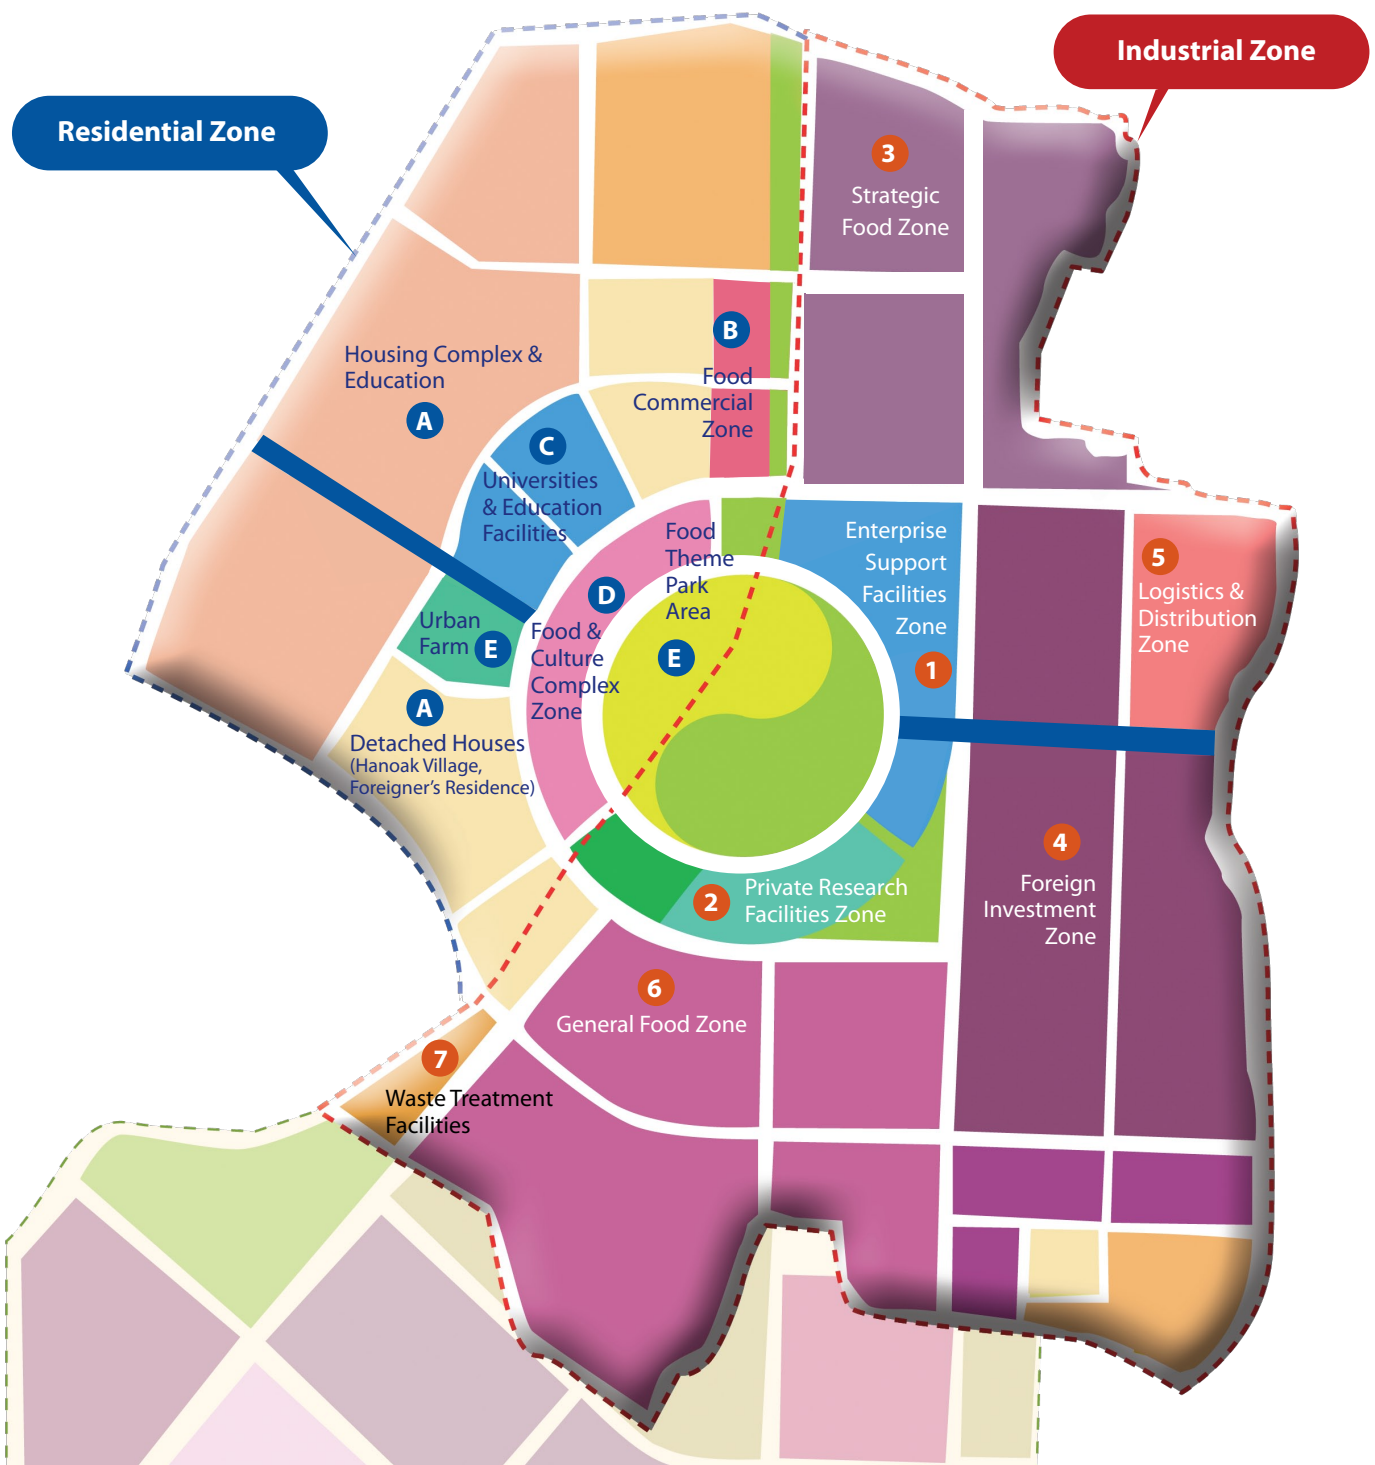 Industrial Zone
Residential Zone
3
Strategic
Food Zone
B
Food
Commercial
Zone
Housing Complex &
Education
A
C
Universities
& Education
Facilities
Food
Theme
Park
Area
E
Enterprise
Support
Facilities
Zone
1
5
Logistics &
Distribution
Zone
D
Food &
Culture
Complex
Zone
Urban
Farm E
A
Detached Houses
(Hanoak Village,
Foreigner's Residence)
4
Foreign
Investment
Zone
2
Private Research
Facilities Zone
6
General Food Zone
7
Waste Treatment
Facilities